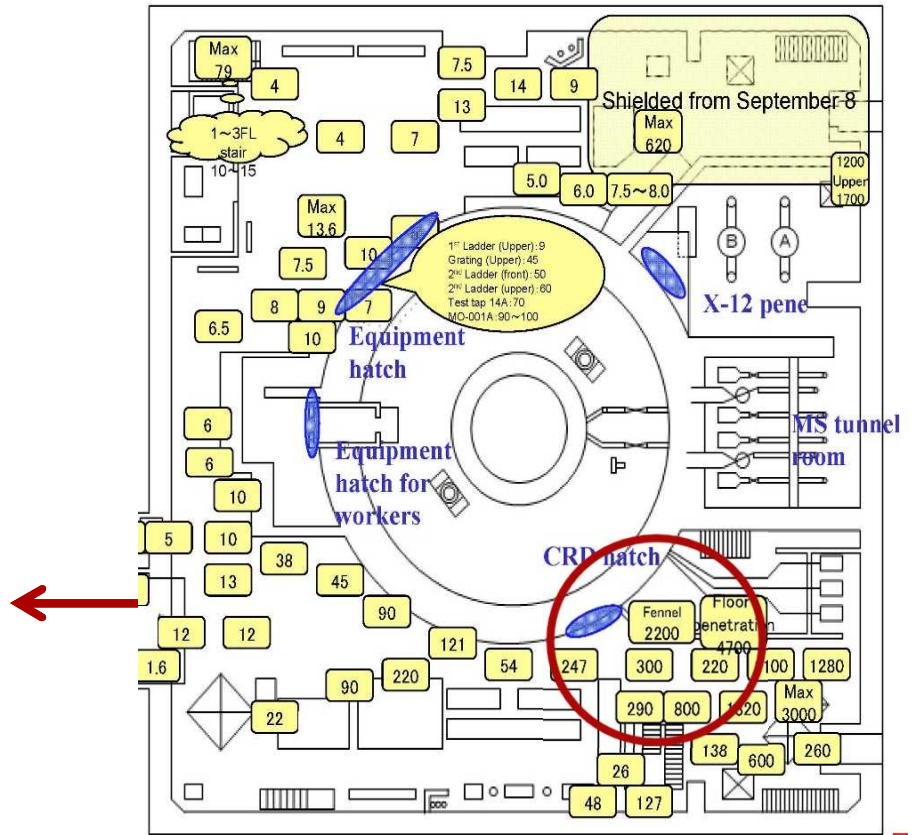 Max
79
4
7.5
14
9
13
Shielded from September 8
Max
620
1~3FL
stair
10~15
4
7
5.0
6.0
7.5~8.0
1200
Upper
1700
Max
13.6
10
7.5
1ST Ladder (Upper): 9
Grating (Upper): 45
2nd Ladder (front): 50
2nd Ladder (upper): 60
Test tap 14A: 70
MO-001A: 90~100
B
A
X-12 pene
8
9
7
6.5
10
Equipment
hatch
6
6
Equipment
hatch for
workers
MS tunnel
room
10
5
10
38
13
45
CRD hatch
90
Fennel
2200
Floor
penetration
4700
12
12
121
1.6
54
247
300
220
100
1280
220
90
22
290
800
1320
Max
3000
138
600
260
26
48
127